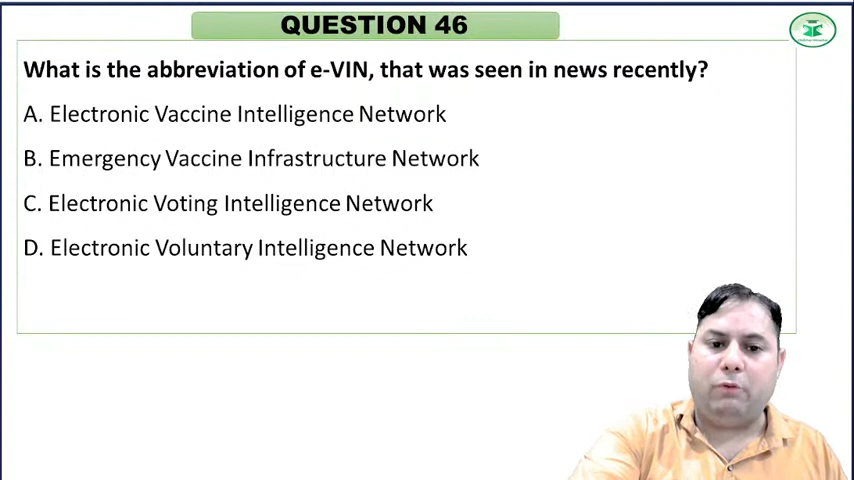 QUESTION 46
What is the abbreviation of e-VIN, that was seen in news recently?
A. Electronic Vaccine Intelligence Network
B. Emergency Vaccine Infrastructure Network
C. Electronic Voting Intelligence Network
D. Electronic Voluntary Intelligence Network